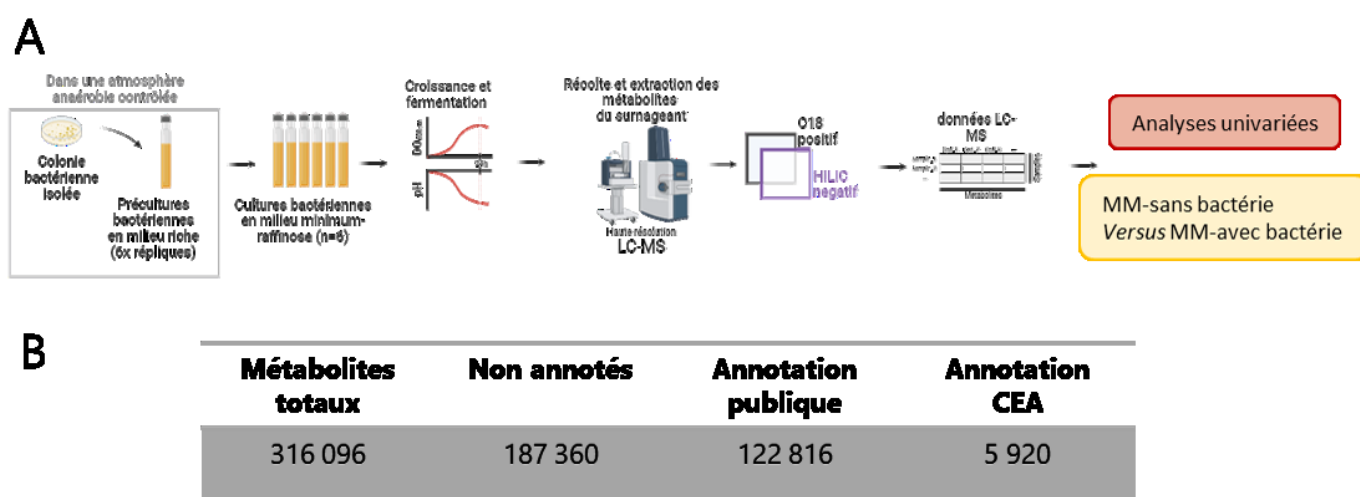 A
Dans une atmosphère
anaérobie contrôlée
Colonie
bactérienne
isolée
Précultures
bactériennes
en milieu riche
(6x répliques)
Cultures bactériennes
en milieu minimum-
raffinose (n=6)
Croissance et
fermentation
pH
Récolte et extraction des
métabolites
du surnageant
Haute-résolution
LC-MS
C18
positif
HILIC
negatif
données LC-
MS
Métabolites
Analyses univariées
MM-sans bactérie
Versus MM-avec bactérie
B
Métabolites totaux
Non annotés
Annotation publique
Annotation CEA
316 096
187 360
122 816
5 920